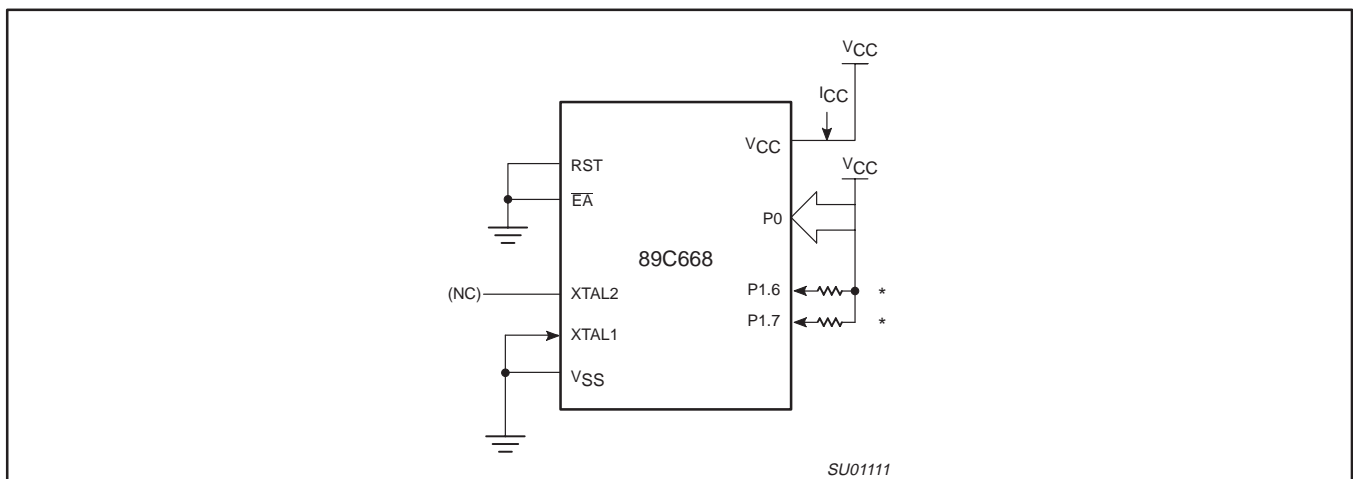 VCC
ICC
VCC
RST
VCC
EA
P0
89C668
(NC)
XTAL2
P1.6
*
XTAL1
P1.7
*
VSS
SU01111